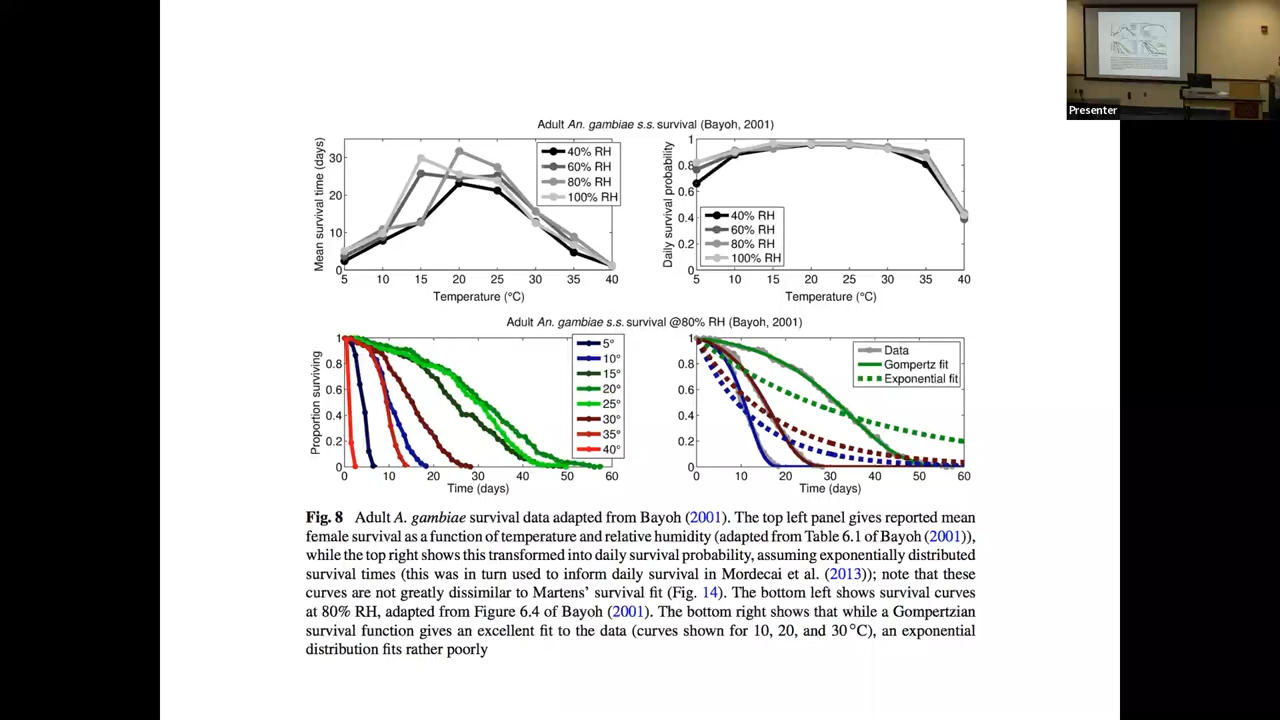 Presenter
Adult An. gambiae s.s. survival (Bayoh, 2001)
Mean survival time (days)
30
20
10
0
5 10 15 20 25 30 35 40
Temperature (°C)
40% RH
60% RH
80% RH
100% RH
Daily survival probability
1
0.8
0.6
0.4
0.2
0
5 10 15 20 25 30 35 40
Temperature (°C)
40% RH
60% RH
80% RH
100% RH
Adult An. gambiae s.s. survival @80% RH (Bayoh, 2001)
Proportion surviving
1
0.8
0.6
0.4
0.2
0
0 10 20 30 40 50 60
Time (days)
5°
10°
15°
20°
25°
30°
35°
40°
1
0.8
0.6
0.4
0.2
0
0 10 20 30 40 50 60
Time (days)
Data
Gompertz fit
Exponential fit
Fig. 8 Adult A. gambiae survival data adapted from Bayoh (2001). The top left panel gives reported mean
female survival as a function of temperature and relative humidity (adapted from Table 6.1 of Bayoh (2001)),
while the top right shows this transformed into daily survival probability, assuming exponentially distributed
survival times (this was in turn used to inform daily survival in Mordecai et al. (2013)); note that these
curves are not greatly dissimilar to Martens' survival fit (Fig. 14). The bottom left shows survival curves
at 80% RH, adapted from Figure 6.4 of Bayoh (2001). The bottom right shows that while a Gompertzian
survival function gives an excellent fit to the data (curves shown for 10, 20, and 30 °C), an exponential
distribution fits rather poorly